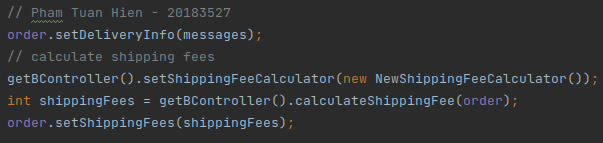 // Pham Tuan Hien - 20183527
order.setDeliveryInfo(messages);
// calculate shipping fees
getBController().setShippingFeeCalculator(new NewShippingFeeCalculator());
int shippingFees = getBController().calculateShippingFee(order);
order.setShippingFees(shippingFees);